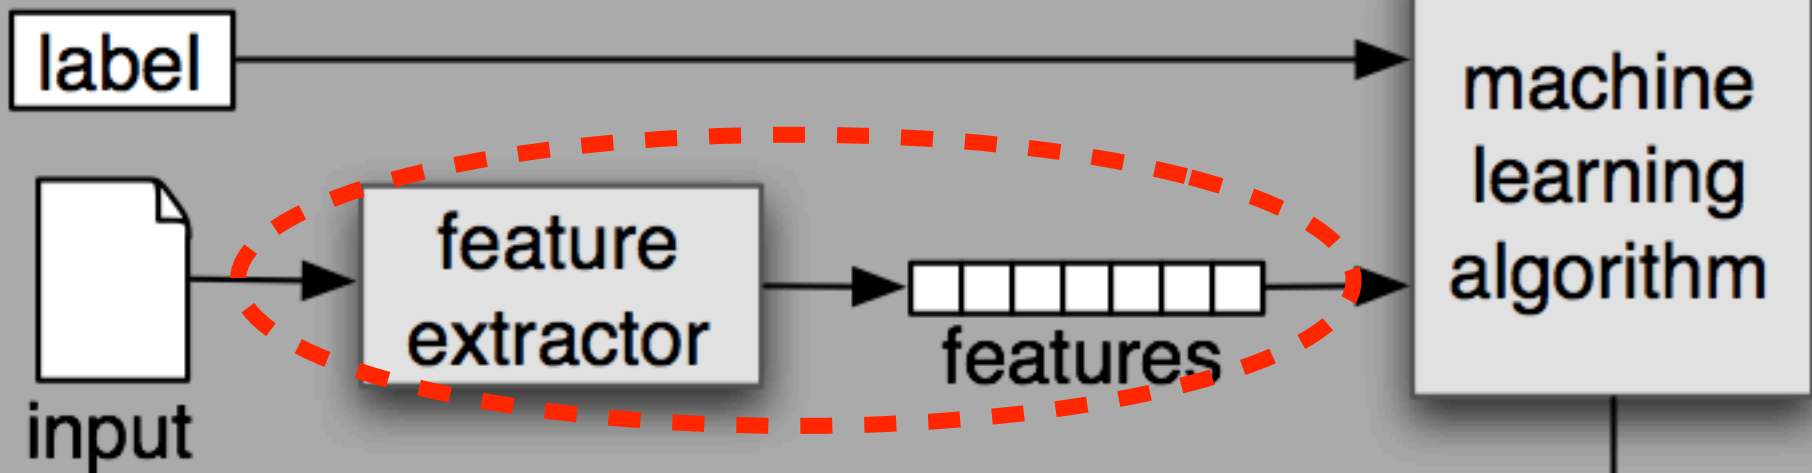 label
machine
learning
algorithm
feature
extractor
features
input